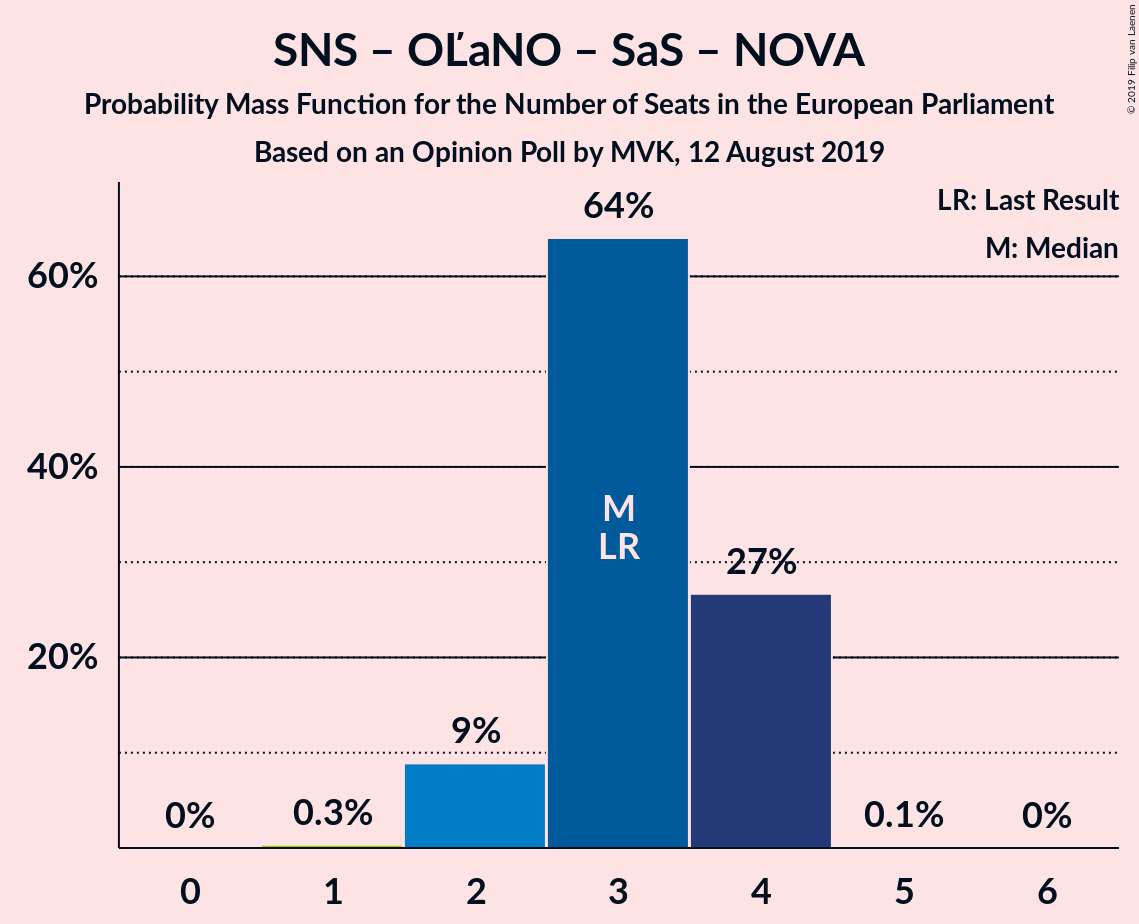 SNS – OĽaNO – SaS – NOVA
Probability Mass Function for the Number of Seats in the European Parliament
Based on an Opinion Poll by MVK, 12 August 2019
© 2019 Filip van Laenen
LR: Last Result
M: Median
64%
60%
40%
M
LR
27%
20%
9%
0%
0.3%
0.1%
0%
0
1
2
3
4
5
6